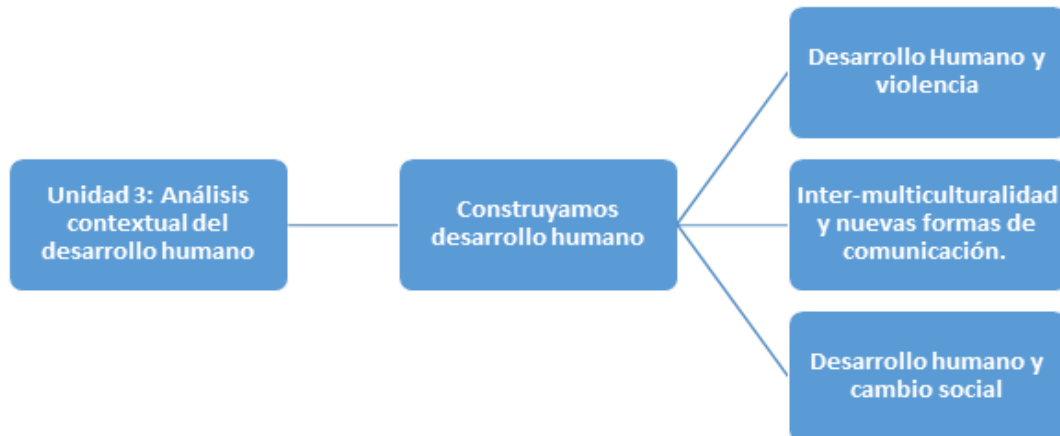 Unidad 3: Análisis
contextual del
desarrollo humano
Construyamos
desarrollo humano
Desarrollo Humano y
violencia
Inter-multiculturalidad
y nuevas formas de
comunicación.
Desarrollo humano y
cambio social